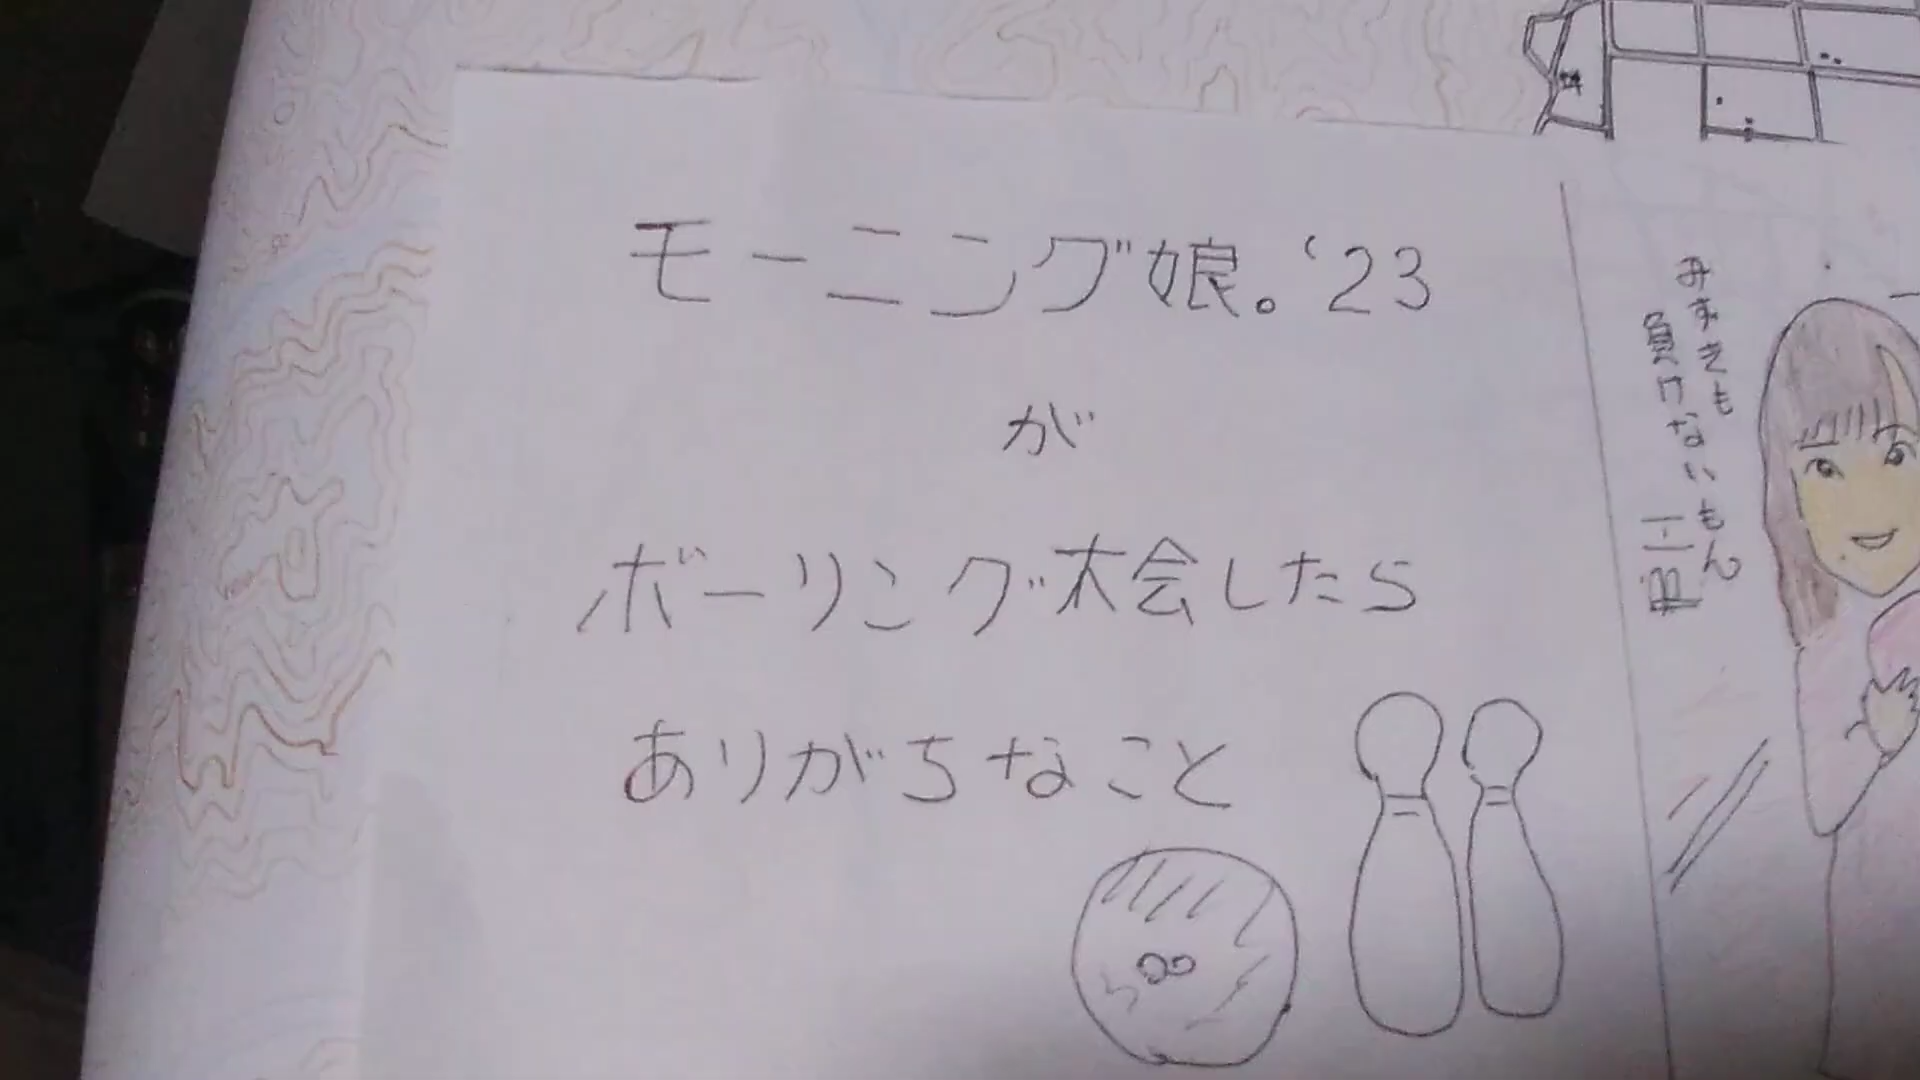 モーニング娘。'23
が
ボーリング大会したら
ありがちなこと
みずきも
負けないもん